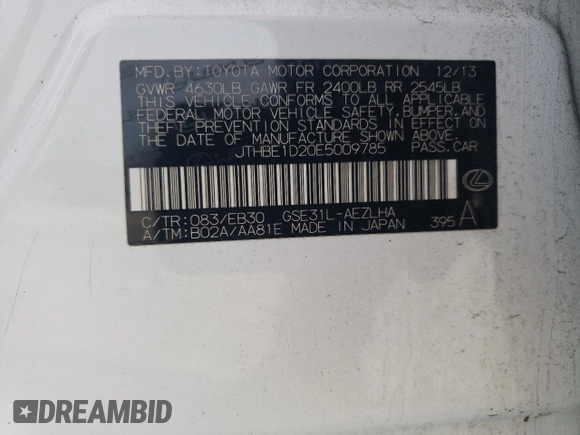 MFD. BY: TOYOTA MOTOR CORPORATION 12/13
GVWR 4630LB GAWR FR 2400LB RR 2545LB
THIS VEHICLE CONFORMS TO ALL APPLICABLE
FEDERAL MOTOR VEHICLE SAFETY, BUMPER, AND
THEFT PREVENTION STANDARDS IN EFFECT ON
THE DATE OF MANUFACTURE SHOWN ABOVE.
JTHBE1D20E5009785 PASS. CAR
C/TR: 083/EB30 GSE31L-AEZLHA
A/TM: B02A/AA81E MADE IN JAPAN 395 A
DREAMBID